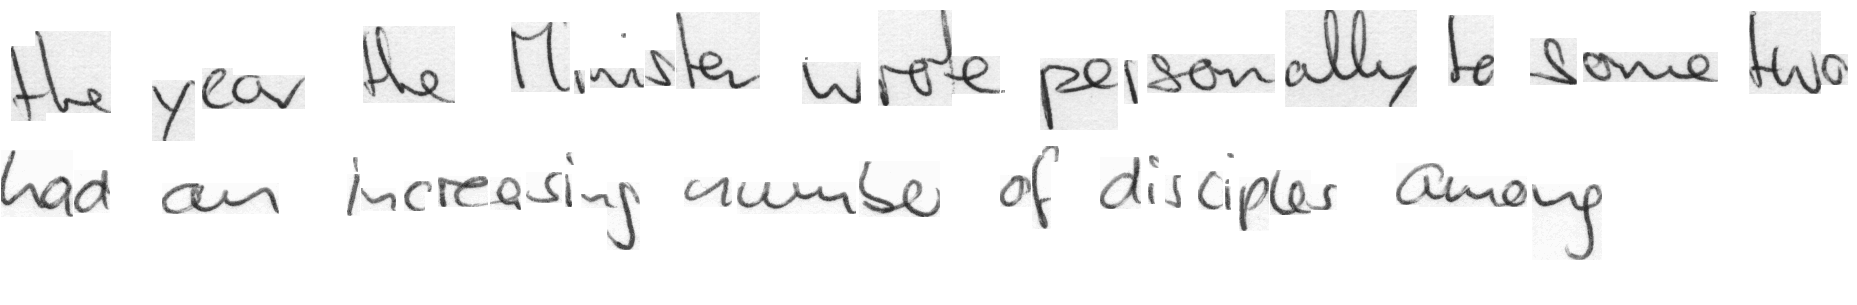 the year the Minister wrote personally to some two
had an increasing number of disciples among